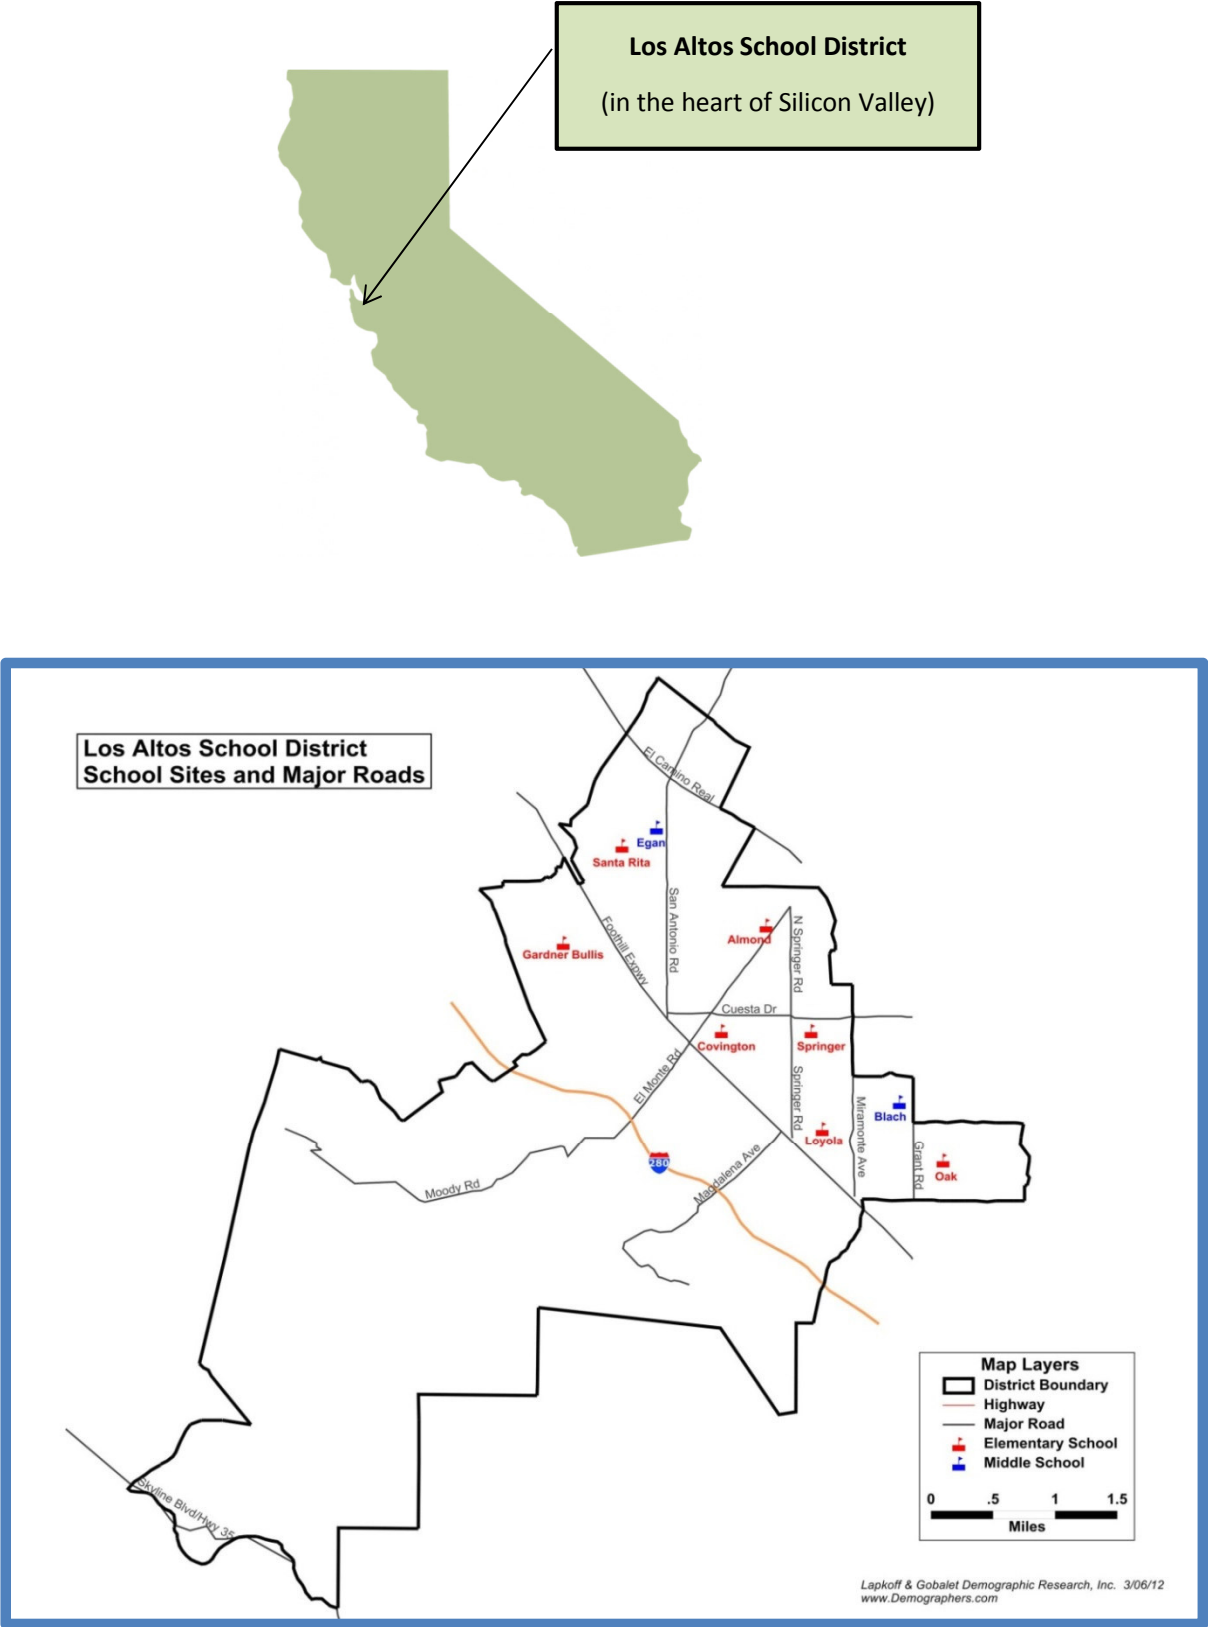 Los Altos School District
(in the heart of Silicon Valley)
Los Altos School District
School Sites and Major Roads
El Camino Real
Egan
Santa Rita
San Antonio Rd
Foothill Expwy
Almond
N Springer Rd
Gardner Bullis
Cuesta Dr
Covington
Springer
El Monte Rd
Springer Rd
Miramonte Ave
Blach
Loyola
Grant Rd
Oak
280
Magdalena Ave
Moody Rd
Skyline Blvd/Hwy 35
Map Layers
District Boundary
Highway
Major Road
Elementary School
Middle School
0 .5 1 1.5
Miles
Lapkoff & Gobalet Demographic Research, Inc. 3/06/12
www.Demographers.com